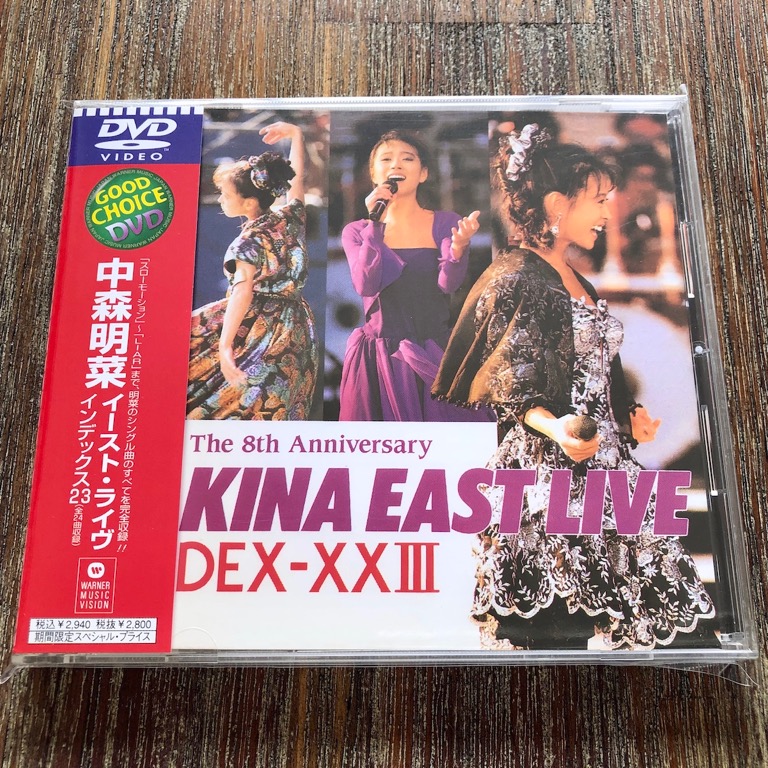 DVD
VIDEO
GOOD
CHOICE
DVD
「スローモーション」〜「LIAR」まで、明菜のシングル曲のすべてを完全収録!!
中森明菜 イースト・ライヴ
インデックス23 (全24曲収録)
WARNER
MUSIC
VISION
税込¥2,940 税抜¥2,800
期間限定スペシャル・プライス
The 8th Anniversary
KINA EAST LIVE
DEX-XXIII